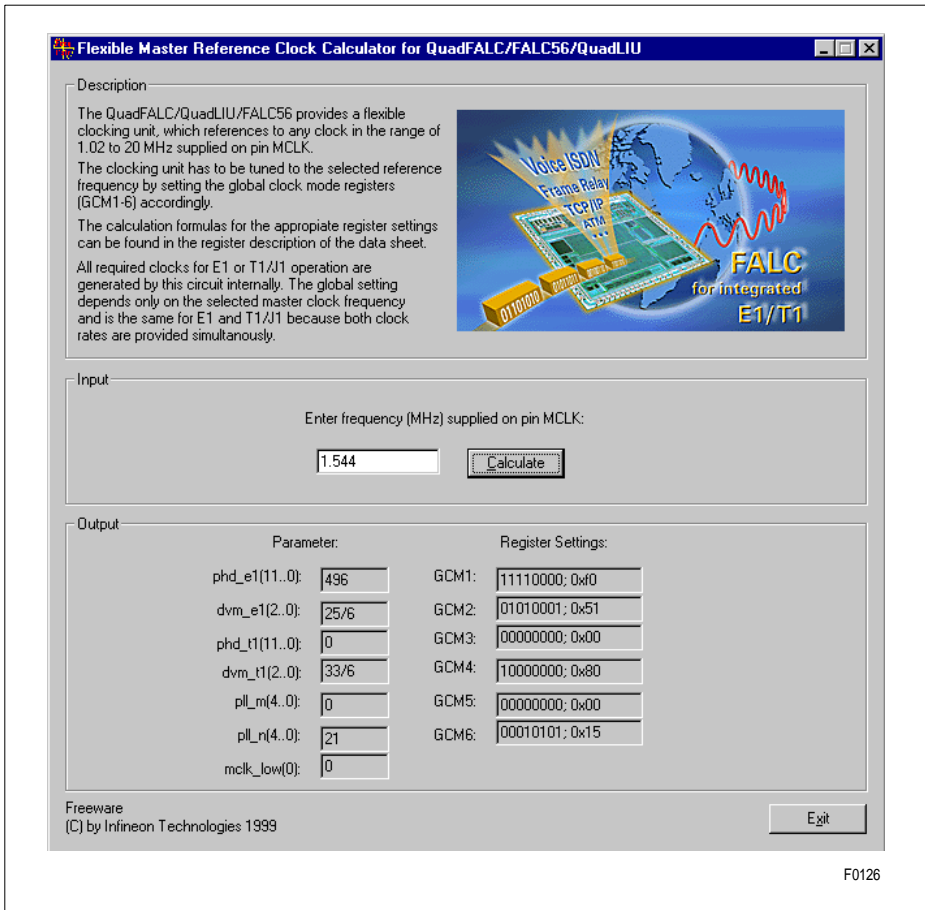 Flexible Master Reference Clock Calculator for QuadFALC/FALC56/QuadLIU
Description
The QuadFALC/QuadLIU/FALC56 provides a flexible
clocking unit, which references to any clock in the range of
1.02 to 20 MHz supplied on pin MCLK.
The clocking unit has to be tuned to the selected reference
frequency by setting the global clock mode registers
(GCM1-6) accordingly.
The calculation formulas for the appropiate register settings
can be found in the register description of the data sheet.
All required clocks for E1 or T1/J1 operation are
generated by this circuit internally. The global setting
depends only on the selected master clock frequency
and is the same for E1 and T1/J1 because both clock
rates are provided simultanously.
Voice ISDN
Frame Relay
TCP/IP
ATM
...
01101010
01011011
01010
FALC
for integrated
E1/T1
Input
Enter frequency (MHz) supplied on pin MCLK:
1.544
Calculate
Output
Parameter:
Register Settings:
phd_e1(11..0): 496 GCM1: 11110000; 0xf0
dvm_e1(2..0): 25/6 GCM2: 01010001; 0x51
phd_t1(11..0): 0 GCM3: 00000000; 0x00
dvm_t1(2..0): 33/6 GCM4: 10000000; 0x80
pll_m(4..0): 0 GCM5: 00000000; 0x00
pll_n(4..0): 21 GCM6: 00010101; 0x15
mclk_low(0): 0
Freeware
(C) by Infineon Technologies 1999
Exit
F0126